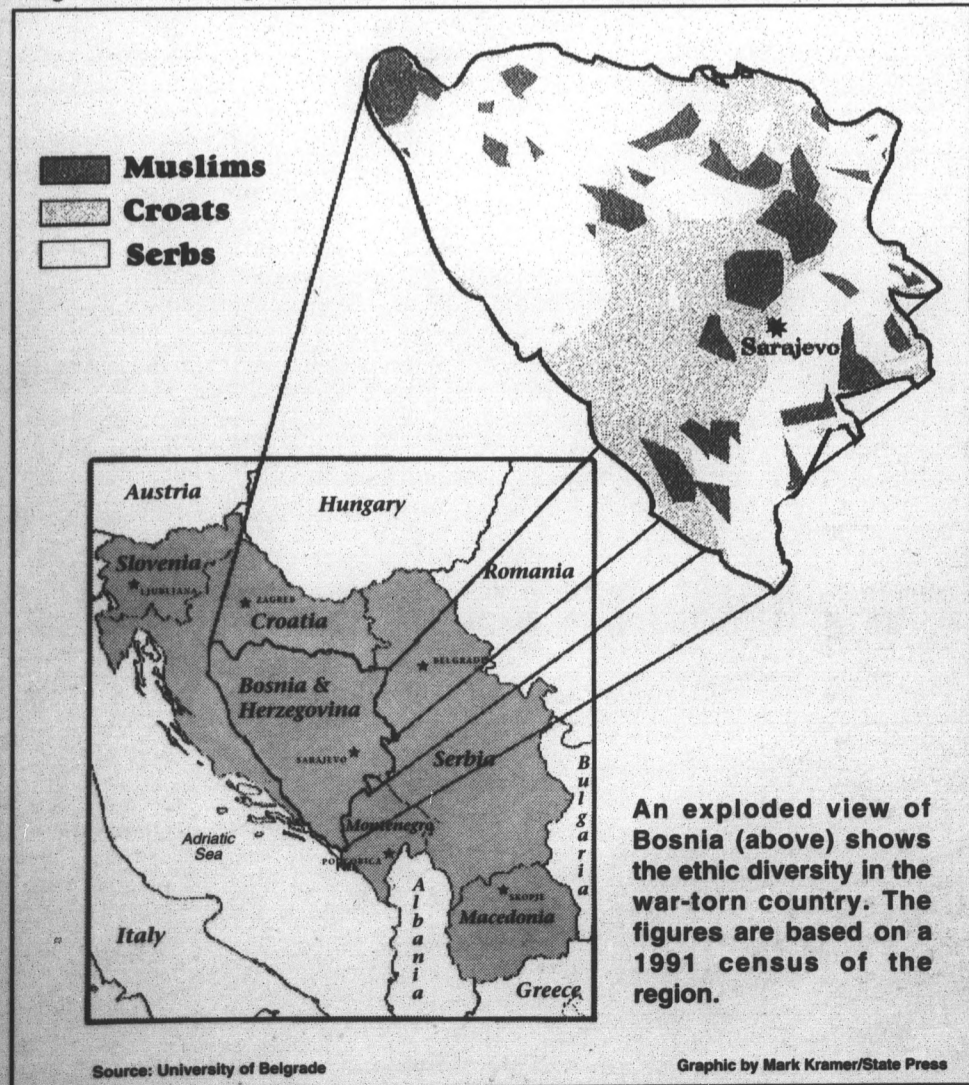 Muslims
Croats
Serbs
Sarajevo
Austria
Hungary
Slovenia
LJUBLJANA
ZAGREB
Croatia
Romania
BELGRADE
Bosnia &
Herzegovina
SARAJEVO
Serbia
Bulgaria
Montenegro
Adriatic
Sea
Albania
SKOPJE
Macedonia
Italy
Greece
An exploded view of
Bosnia (above) shows
the ethic diversity in the
war-torn country. The
figures are based on a
1991 census of the
region.
Source: University of Belgrade
Graphic by Mark Kramer/State Press